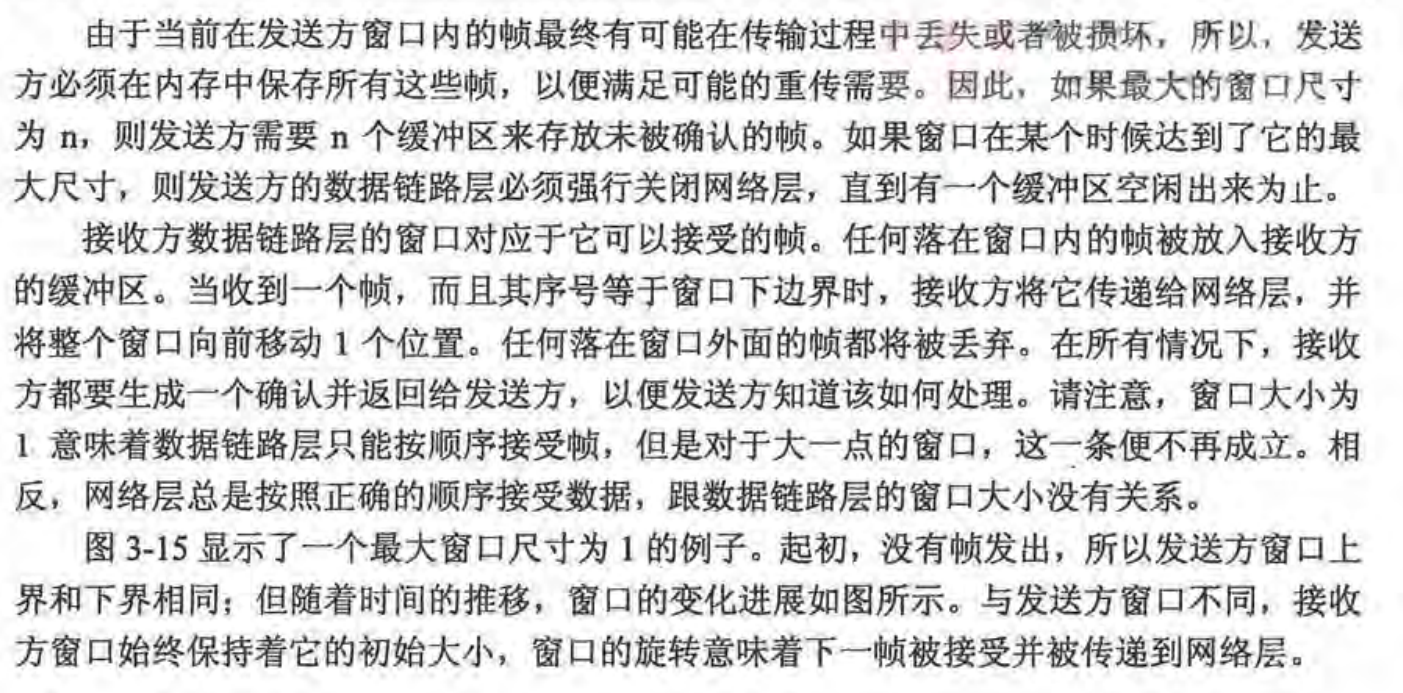 由于当前在发送方窗口内的帧最终有可能在传输过程中丢失或者被损坏，所以，发送
方必须在内存中保存所有这些帧，以便满足可能的重传需要。因此，如果最大的窗口尺寸
为 n，则发送方需要 n 个缓冲区来存放未被确认的帧。如果窗口在某个时候达到了它的最
大尺寸，则发送方的数据链路层必须强行关闭网络层，直到有一个缓冲区空闲出来为止。
接收方数据链路层的窗口对应于它可以接受的帧。任何落在窗口内的帧被放入接收方
的缓冲区。当收到一个帧，而且其序号等于窗口下边界时，接收方将它传递给网络层，并
将整个窗口向前移动 1 个位置。任何落在窗口外面的帧都将被丢弃。在所有情况下，接收
方都要生成一个确认并返回给发送方，以便发送方知道该如何处理。请注意，窗口大小为
1 意味着数据链路层只能按顺序接受帧，但是对于大一点的窗口，这一条便不再成立。相
反，网络层总是按照正确的顺序接受数据，跟数据链路层的窗口大小没有关系。
图 3-15 显示了一个最大窗口尺寸为 1 的例子。起初，没有帧发出，所以发送方窗口上
界和下界相同；但随着时间的推移，窗口的变化进展如图所示。与发送方窗口不同，接收
方窗口始终保持着它的初始大小，窗口的旋转意味着下一帧被接受并被传递到网络层。